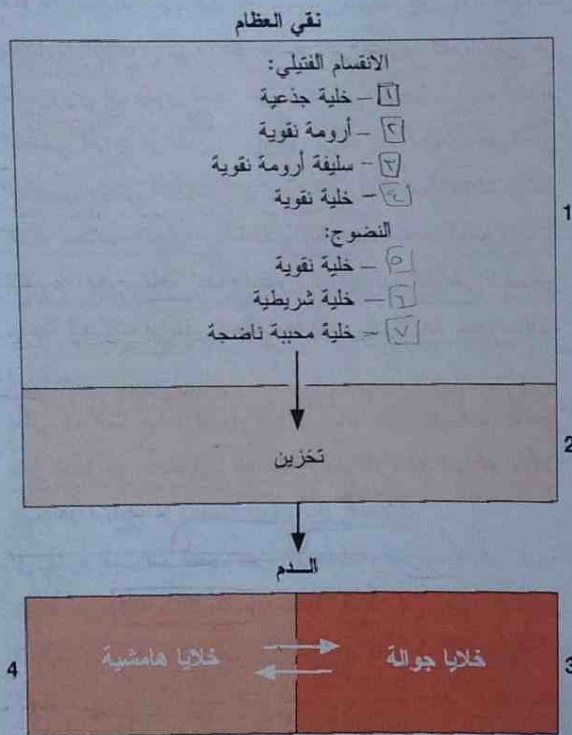 نقي العظام
الانقسام الفتيلي:
١ – خلية جذعية
٢ – أرومة نقوية
٣ – سليفة أرومة نقوية
٤ – خلية نقوية
1
النضوج:
٥ – خلية نقوية
٦ – خلية شريطية
٧ – خلية محببة ناضجة
تخزين
2
الــدم
خلايا جوالة
خلايا هامشية
3
4